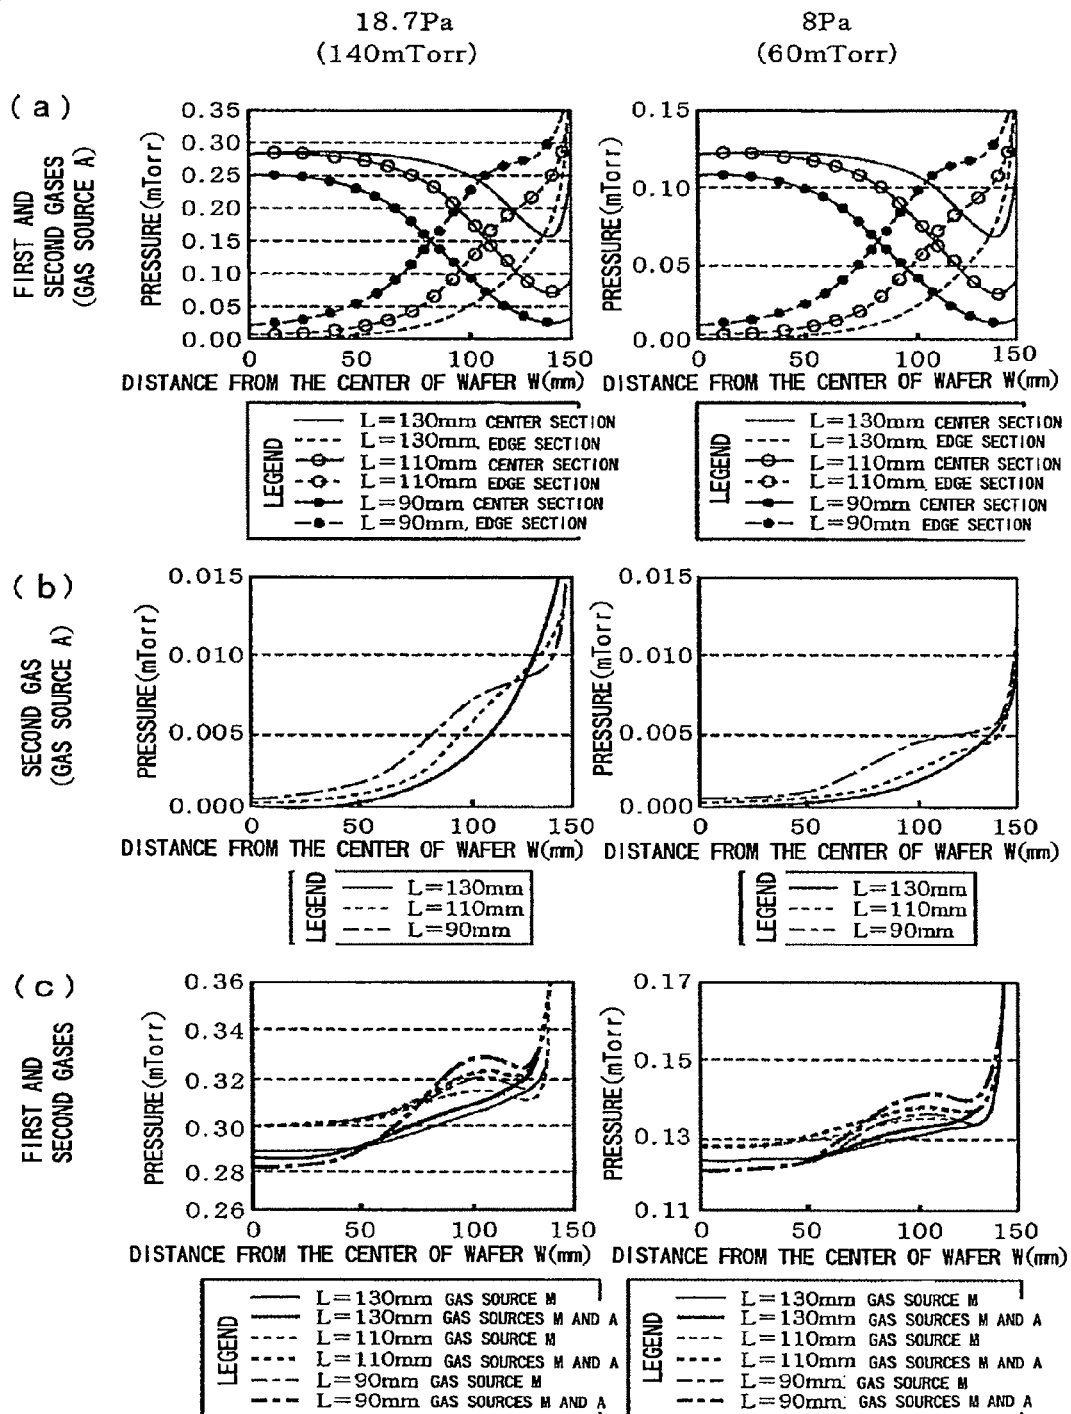 18.7Pa
(140mTorr)
8Pa
(60mTorr)
(a)
FIRST AND
SECOND GASES
(GAS SOURCE A)
PRESSURE(mTorr)
0.35
0.30
0.25
0.20
0.15
0.10
0.05
0.00
0 50 100 150
DISTANCE FROM THE CENTER OF WAFER W(mm)
LEGEND
L=130mm CENTER SECTION
L=130mm, EDGE SECTION
L=110mm CENTER SECTION
L=110mm, EDGE SECTION
L=90mm CENTER SECTION
L=90mm, EDGE SECTION
PRESSURE(mTorr)
0.15
0.10
0.05
0.00
0 50 100 150
DISTANCE FROM THE CENTER OF WAFER W(mm)
LEGEND
L=130mm CENTER SECTION
L=130mm, EDGE SECTION
L=110mm CENTER SECTION
L=110mm, EDGE SECTION
L=90mm CENTER SECTION
L=90mm EDGE SECTION
(b)
SECOND GAS
(GAS SOURCE A)
PRESSURE(mTorr)
0.015
0.010
0.005
0.000
0 50 100 150
DISTANCE FROM THE CENTER OF WAFER W(mm)
LEGEND
L=130mm
L=110mm
L=90mm
PRESSURE(mTorr)
0.015
0.010
0.005
0.000
0 50 100 150
DISTANCE FROM THE CENTER OF WAFER W(mm)
LEGEND
L=130mm
L=110mm
L=90mm
(c)
FIRST AND
SECOND GASES
PRESSURE(mTorr)
0.36
0.34
0.32
0.30
0.28
0.26
0 50 100 150
DISTANCE FROM THE CENTER OF WAFER W(mm)
LEGEND
L=130mm GAS SOURCE M
L=130mm GAS SOURCES M AND A
L=110mm GAS SOURCE M
L=110mm GAS SOURCES M AND A
L=90mm GAS SOURCE M
L=90mm GAS SOURCES M AND A
PRESSURE(mTorr)
0.17
0.15
0.13
0.11
0 50 100 150
DISTANCE FROM THE CENTER OF WAFER W(mm)
LEGEND
L=130mm GAS SOURCE M
L=130mm GAS SOURCES M AND A
L=110mm GAS SOURCE M
L=110mm GAS SOURCES M AND A
L=90mm GAS SOURCE M
L=90mm GAS SOURCES M AND A